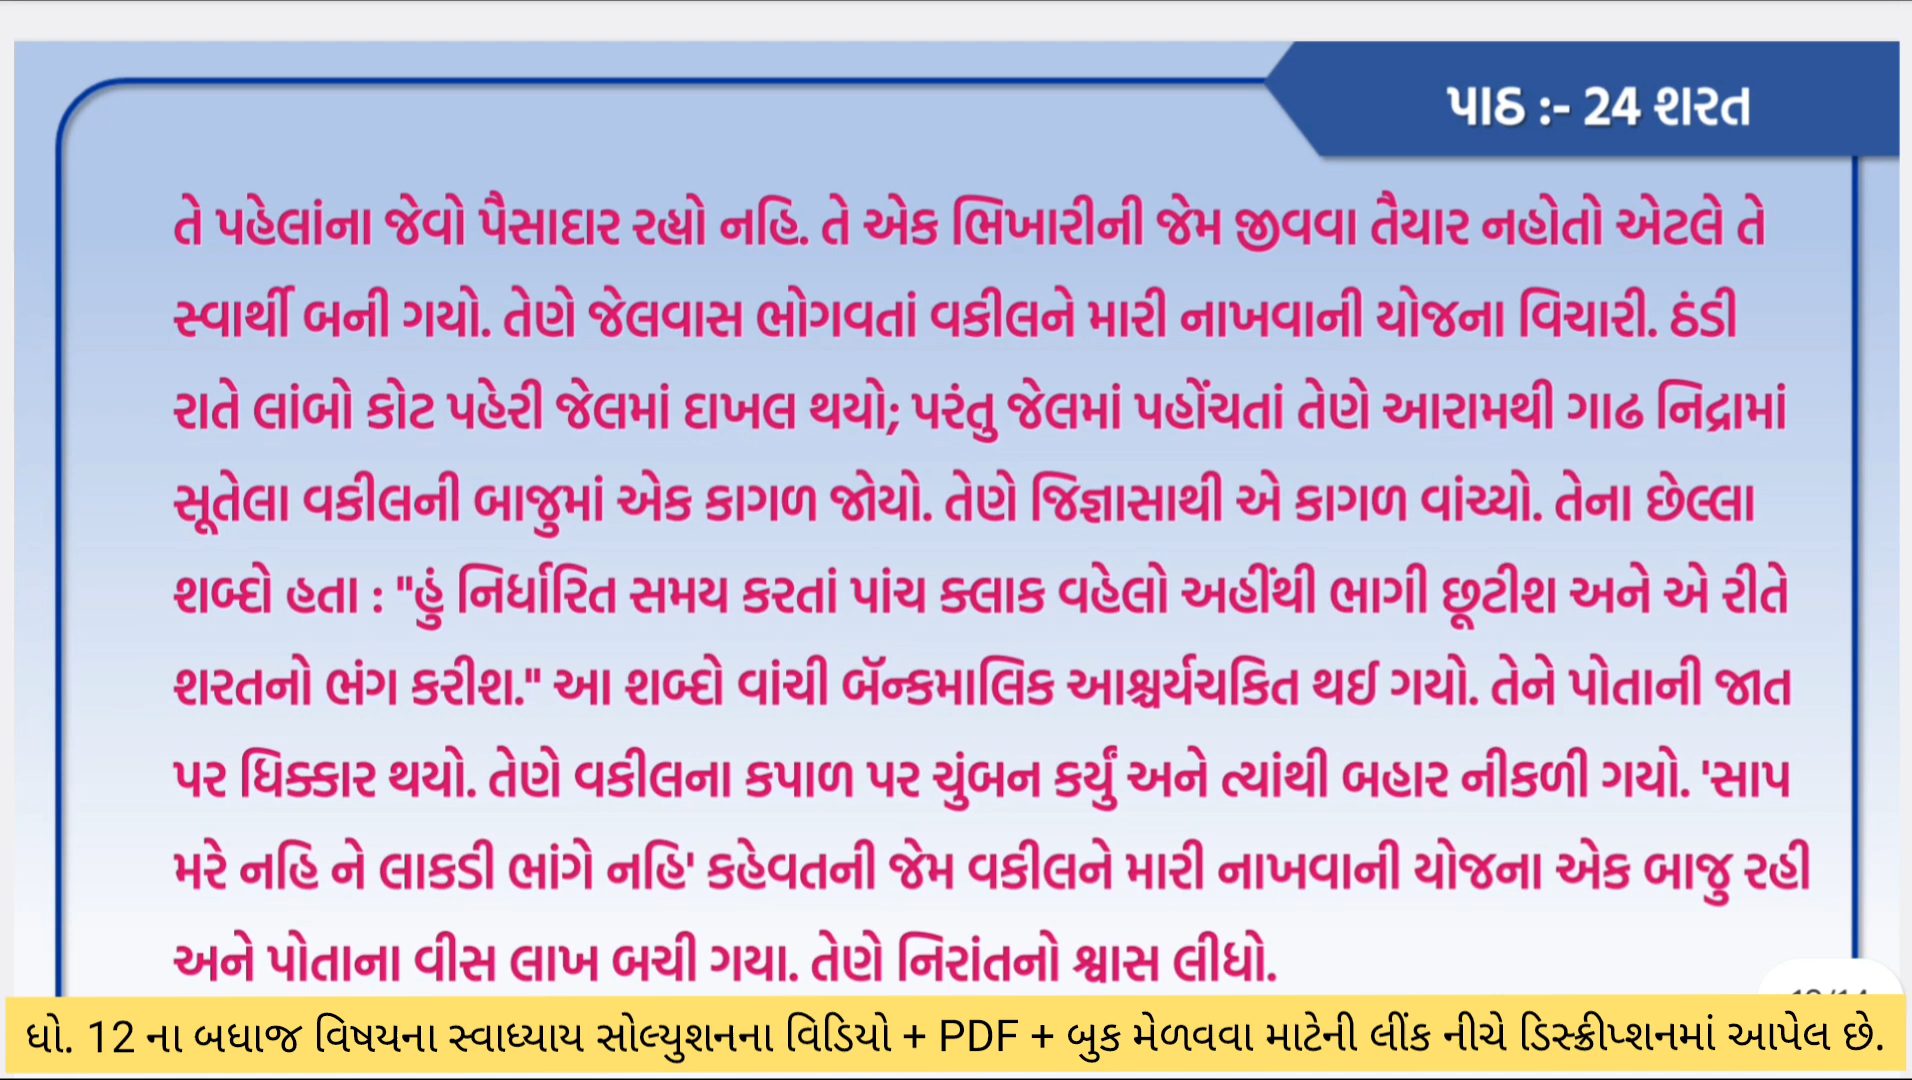 પાઠ :- 24 શરત
તે પહેલાંના જેવો પૈસાદાર રહ્યો નહિ. તે એક ભિખારીની જેમ જીવવા તૈયાર નહોતો એટલે તે
સ્વાર્થી બની ગયો. તેણે જેલવાસ ભોગવતાં વકીલને મારી નાખવાની યોજના વિચારી. ઠંડી
રાતે લાંબો કોટ પહેરી જેલમાં દાખલ થયો; પરંતુ જેલમાં પહોંચતાં તેણે આરામથી ગાઢ નિદ્રામાં
સૂતેલા વકીલની બાજુમાં એક કાગળ જોયો. તેણે જિજ્ઞાસાથી એ કાગળ વાંચ્યો. તેના છેલ્લા
શબ્દો હતા : "હું નિર્ધારિત સમય કરતાં પાંચ ક્લાક વહેલો અહીંથી ભાગી છૂટીશ અને એ રીતે
શરતનો ભંગ કરીશ." આ શબ્દો વાંચી બૅન્કમાલિક આશ્ચર્યચકિત થઈ ગયો. તેને પોતાની જાત
પર ધિક્કાર થયો. તેણે વકીલના કપાળ પર ચુંબન કર્યું અને ત્યાંથી બહાર નીકળી ગયો. 'સાપ
મરે નહિ ને લાકડી ભાંગે નહિ' કહેવતની જેમ વકીલને મારી નાખવાની યોજના એક બાજુ રહી
અને પોતાના વીસ લાખ બચી ગયા. તેણે નિરાંતનો શ્વાસ લીધો.
ધો. 12 ના બધાજ વિષયના સ્વાધ્યાય સોલ્યુશનના વિડિયો + PDF + બુક મેળવવા માટેની લીંક નીચે ડિસ્ક્રીપ્શનમાં આપેલ છે.